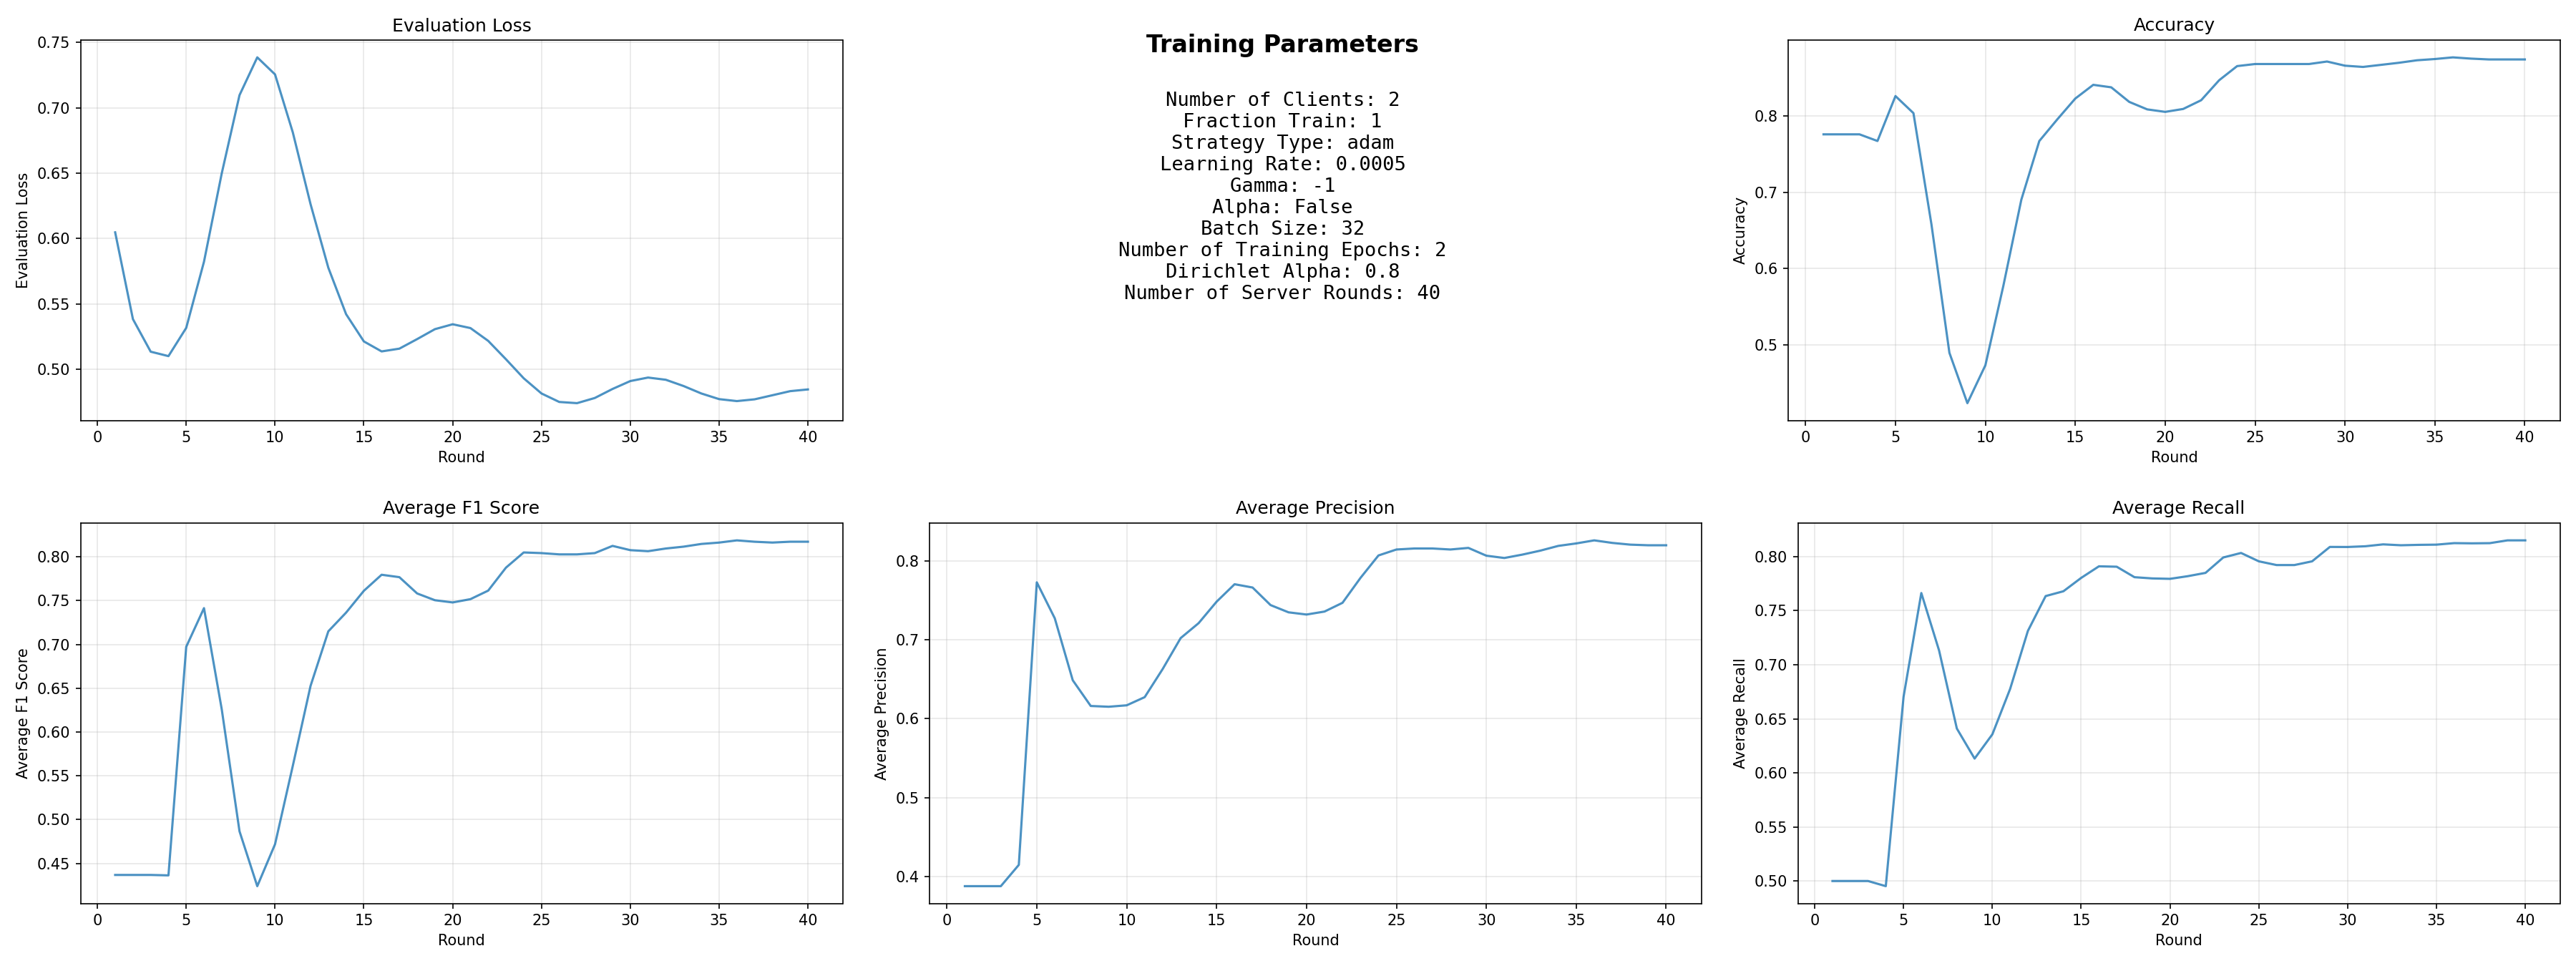 Evaluation Loss
0.75
0.70
0.65
0.60
0.55
0.50
Evaluation Loss
0 5 10 15 20 25 30 35 40
Round
Training Parameters
Number of Clients: 2
Fraction Train: 1
Strategy Type: adam
Learning Rate: 0.0005
Gamma: -1
Alpha: False
Batch Size: 32
Number of Training Epochs: 2
Dirichlet Alpha: 0.8
Number of Server Rounds: 40
Accuracy
0.8
0.7
0.6
0.5
Accuracy
0 5 10 15 20 25 30 35 40
Round
Average F1 Score
0.80
0.75
0.70
0.65
0.60
0.55
0.50
0.45
Average F1 Score
0 5 10 15 20 25 30 35 40
Round
Average Precision
0.8
0.7
0.6
0.5
0.4
Average Precision
0 5 10 15 20 25 30 35 40
Round
Average Recall
0.80
0.75
0.70
0.65
0.60
0.55
0.50
Average Recall
0 5 10 15 20 25 30 35 40
Round